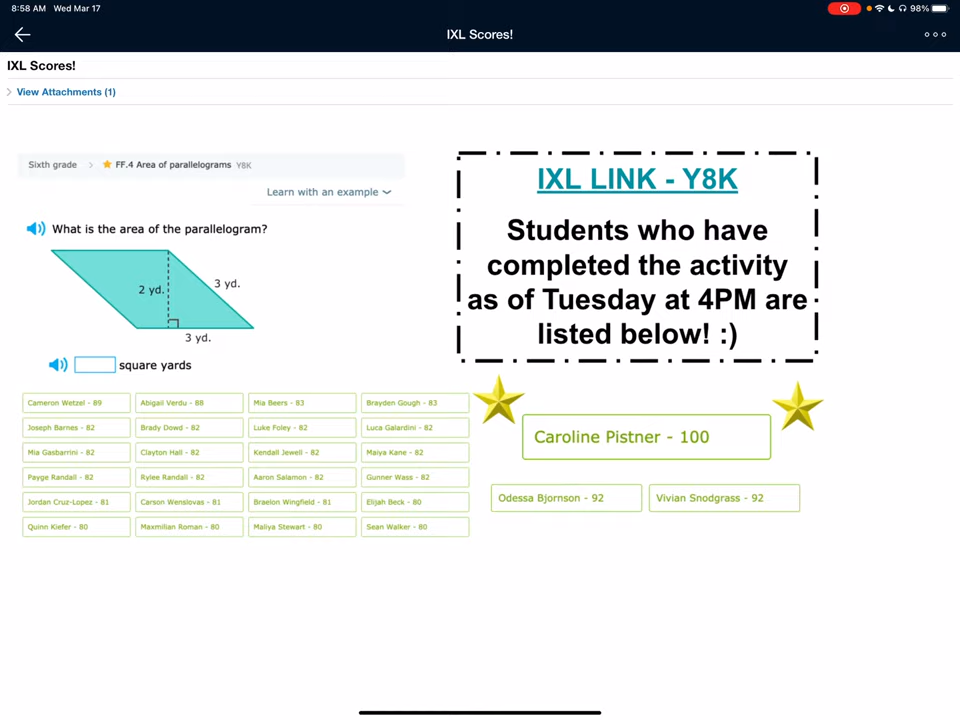 8:58 AM Wed Mar 17
98%
IXL Scores!
IXL Scores!
View Attachments (1)
Sixth grade > FF.4 Area of parallelograms Y8K
Learn with an example
What is the area of the parallelogram?
2 yd.
3 yd.
3 yd.
square yards
IXL LINK - Y8K
Students who have
completed the activity
as of Tuesday at 4PM are
listed below! :)
Cameron Wetzel - 89
Abigail Verdu - 88
Mia Beers - 83
Brayden Gough - 83
Joseph Barnes - 82
Brady Dowd - 82
Luke Foley - 82
Luca Galardini - 82
Mia Gasbarrini - 82
Clayton Hall - 82
Kendall Jewell - 82
Maiya Kane - 82
Payge Randall - 82
Rylee Randall - 82
Aaron Salamon - 82
Gunner Wass - 82
Jordan Cruz-Lopez - 81
Carson Wenslovas - 81
Braelon Wingfield - 81
Elijah Beck - 80
Quinn Kiefer - 80
Maxmilian Roman - 80
Maliya Stewart - 80
Sean Walker - 80
Caroline Pistner - 100
Odessa Bjornson - 92
Vivian Snodgrass - 92